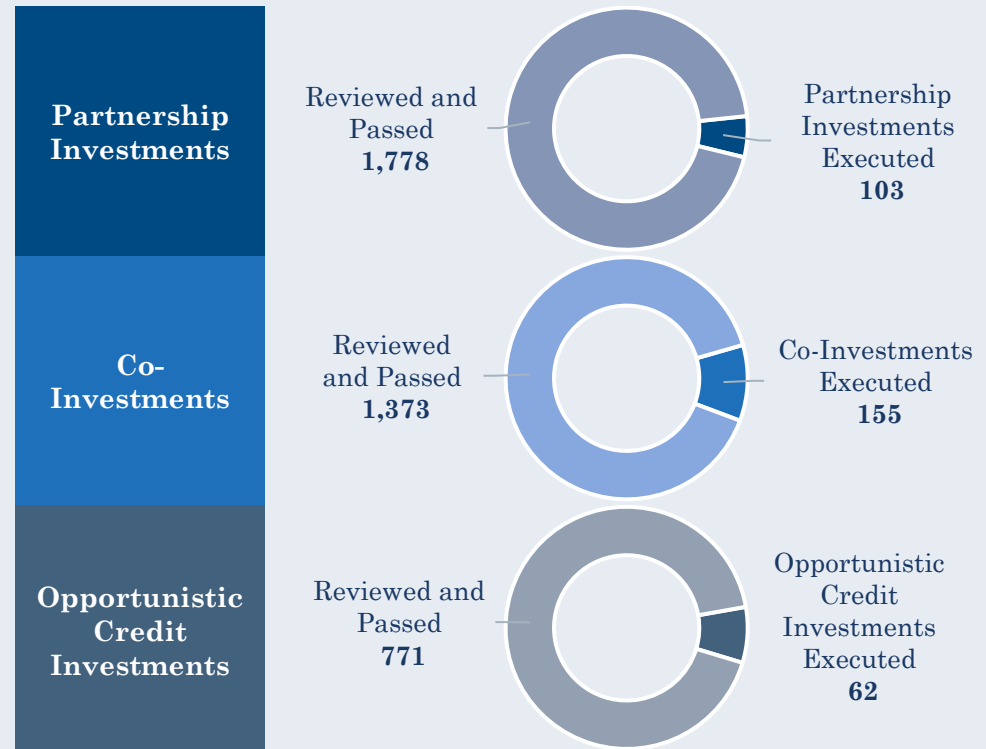 Partnership
Investments
Reviewed and
Passed
1,778
Partnership
Investments
Executed
103
Co-
Investments
Reviewed
and Passed
1,373
Co-Investments
Executed
155
Opportunistic
Credit
Investments
Reviewed and
Passed
771
Opportunistic
Credit
Investments
Executed
62